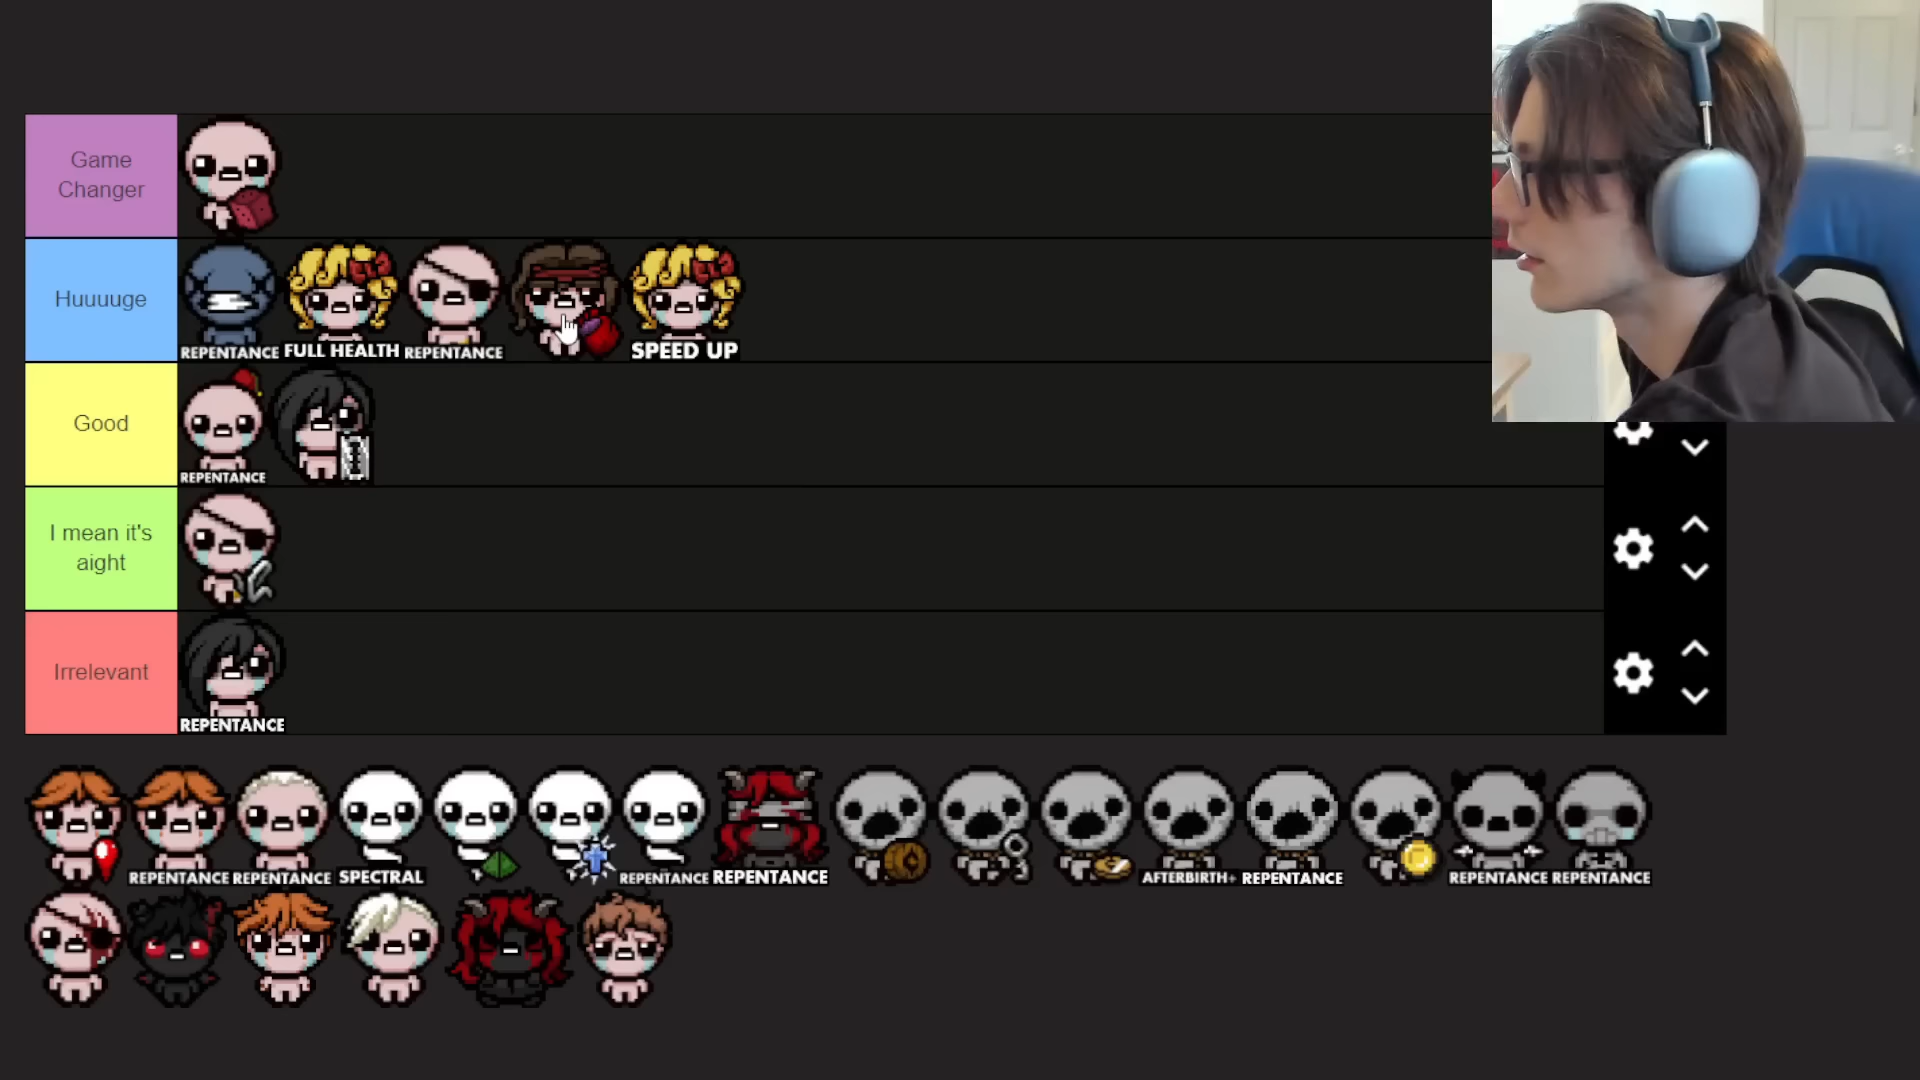 Game
Changer
Huuuuge
REPENTANCE FULL HEALTH REPENTANCE SPEED UP
Good
REPENTANCE
I mean it's
aight
Irrelevant
REPENTANCE
REPENTANCE REPENTANCE SPECTRAL REPENTANCE REPENTANCE AFTERBIRTH+ REPENTANCE REPENTANCE REPENTANCE